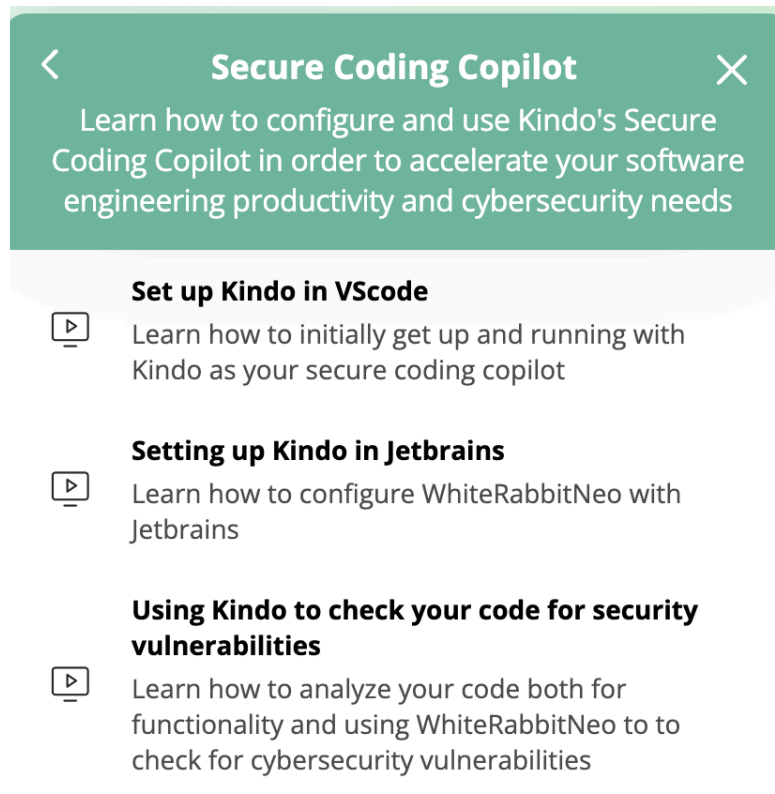 Secure Coding Copilot
Learn how to configure and use Kindo's Secure
Coding Copilot in order to accelerate your software
engineering productivity and cybersecurity needs
Set up Kindo in VScode
Learn how to initially get up and running with
Kindo as your secure coding copilot
Setting up Kindo in Jetbrains
Learn how to configure WhiteRabbitNeo with
Jetbrains
Using Kindo to check your code for security
vulnerabilities
Learn how to analyze your code both for
functionality and using WhiteRabbitNeo to to
check for cybersecurity vulnerabilities